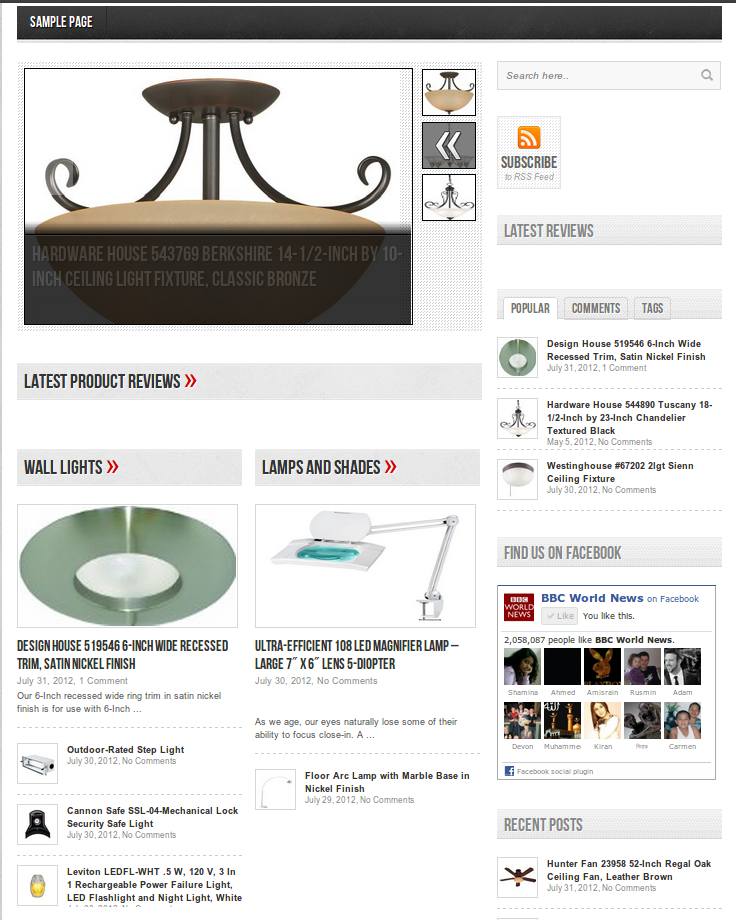 SAMPLE PAGE
HARDWARE HOUSE 543769 BERKSHIRE 14-1/2-INCH BY 10-
INCH CEILING LIGHT FIXTURE, CLASSIC BRONZE
LATEST PRODUCT REVIEWS »
WALL LIGHTS »
DESIGN HOUSE 519546 6-INCH WIDE RECESSED
TRIM, SATIN NICKEL FINISH
July 31, 2012, 1 Comment
Our 6-Inch recessed wide ring trim in satin nickel
finish is for use with 6-Inch ...
Outdoor-Rated Step Light
July 30, 2012, No Comments
Cannon Safe SSL-04-Mechanical Lock
Security Safe Light
July 30, 2012, No Comments
Leviton LEDFL-WHT .5 W, 120 V, 3 In
1 Rechargeable Power Failure Light,
LED Flashlight and Night Light, White
LAMPS AND SHADES »
ULTRA-EFFICIENT 108 LED MAGNIFIER LAMP –
LARGE 7″ X 6″ LENS 5-DIOPTER
July 30, 2012, No Comments
As we age, our eyes naturally lose some of their
ability to focus close-in. A ...
Floor Arc Lamp with Marble Base in
Nickel Finish
July 29, 2012, No Comments
Search here..
SUBSCRIBE
to RSS Feed
LATEST REVIEWS
POPULAR COMMENTS TAGS
Design House 519546 6-Inch Wide
Recessed Trim, Satin Nickel Finish
July 31, 2012, 1 Comment
Hardware House 544890 Tuscany 18-
1/2-Inch by 23-Inch Chandelier
Textured Black
May 5, 2012, No Comments
Westinghouse #67202 2lgt Sienn
Ceiling Fixture
July 30, 2012, No Comments
FIND US ON FACEBOOK
BBC
WORLD
NEWS
BBC World News on Facebook
Like You like this.
2,058,087 people like BBC World News.
Shamina Ahmed Amisrain Rusmin Adam
Devon Muhamme Kiran Carmen
Facebook social plugin
RECENT POSTS
Hunter Fan 23958 52-Inch Regal Oak
Ceiling Fan, Leather Brown
July 31, 2012, No Comments